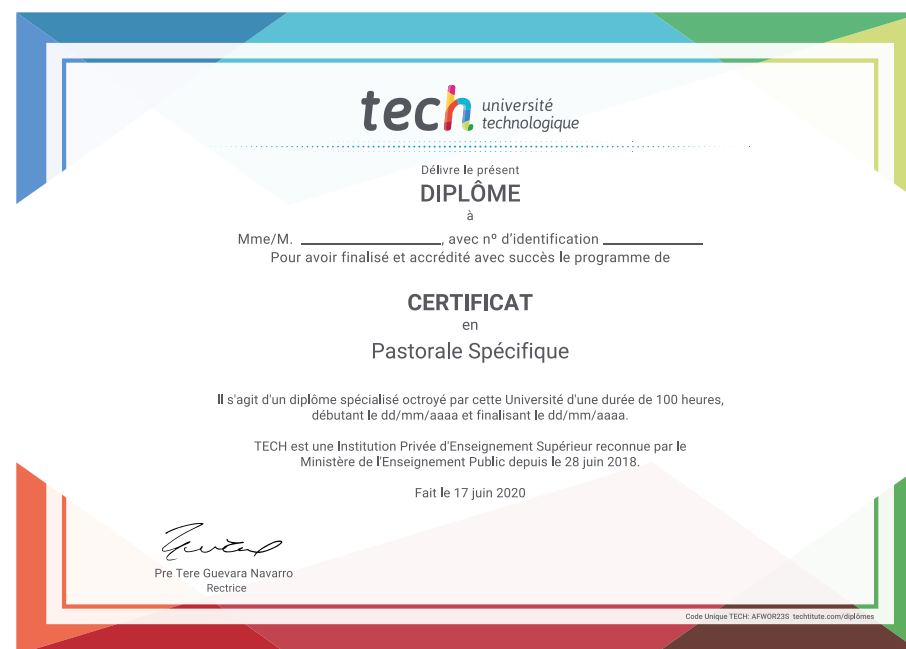 tech université
technologique
Délivre le présent
DIPLÔME
à
Mme/M. ____________________, avec nº d'identification ______________
Pour avoir finalisé et accrédité avec succès le programme de
CERTIFICAT
en
Pastorale Spécifique
Il s'agit d'un diplôme spécialisé octroyé par cette Université d'une durée de 100 heures,
débutant le dd/mm/aaaa et finalisant le dd/mm/aaaa.
TECH est une Institution Privée d'Enseignement Supérieur reconnue par le
Ministère de l'Enseignement Public depuis le 28 juin 2018.
Fait le 17 juin 2020
Pre Tere Guevara Navarro
Rectrice
Code Unique TECH: AFWOR23S techtitute.com/diplômes